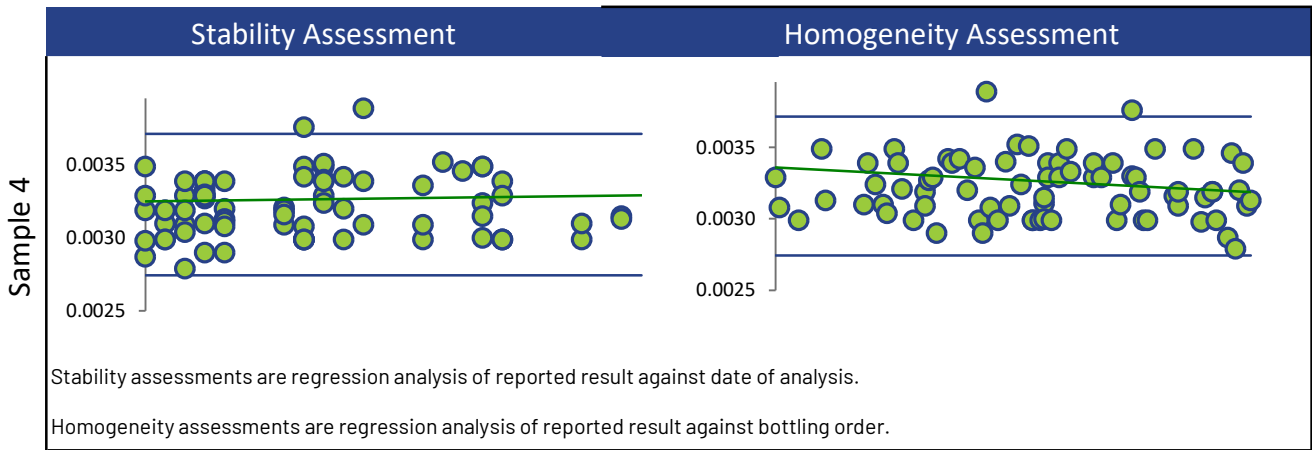 Stability Assessment
Homogeneity Assessment
Sample 4
0.0035
0.0030
0.0025
0.0035
0.0030
0.0025
Stability assessments are regression analysis of reported result against date of analysis.
Homogeneity assessments are regression analysis of reported result against bottling order.